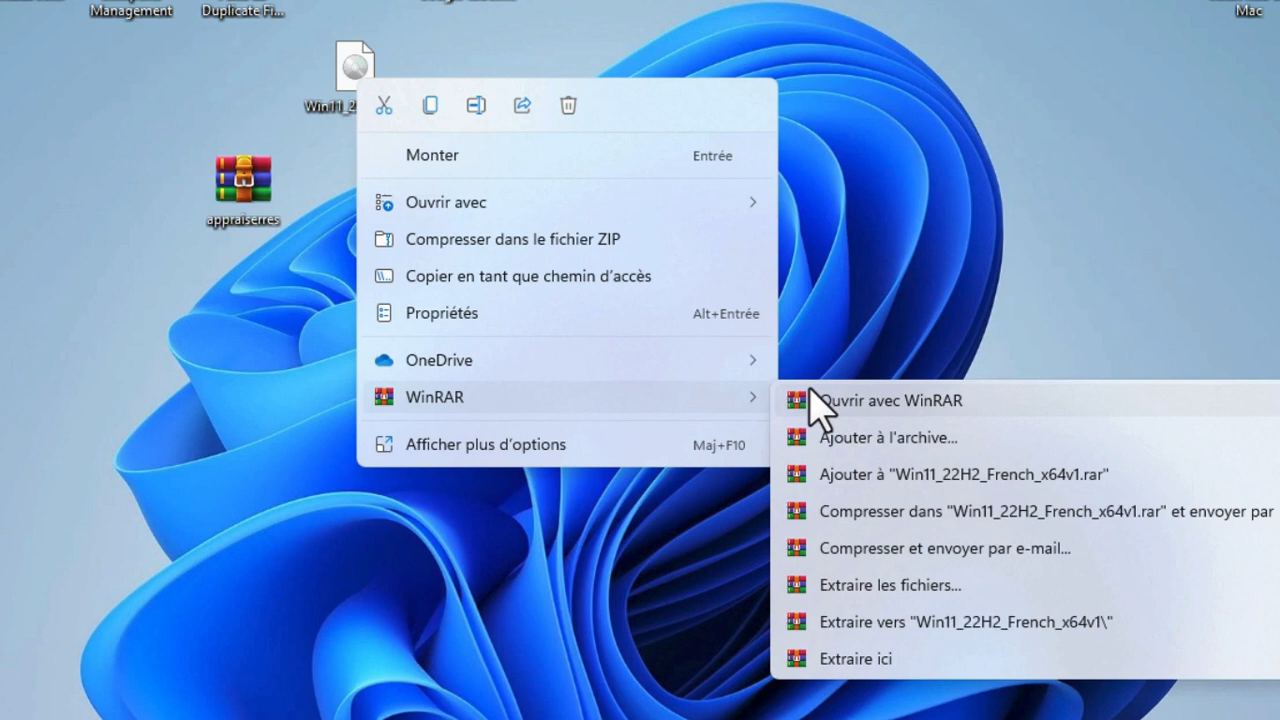 Management
Duplicate Fi...
Mac
Win11_2
appraiserres
Monter Entrée
Ouvrir avec
Compresser dans le fichier ZIP
Copier en tant que chemin d’accès
Propriétés Alt+Entrée
OneDrive
WinRAR
Afficher plus d’options Maj+F10
Ouvrir avec WinRAR
Ajouter à l'archive...
Ajouter à "Win11_22H2_French_x64v1.rar"
Compresser dans "Win11_22H2_French_x64v1.rar" et envoyer par
Compresser et envoyer par e-mail...
Extraire les fichiers...
Extraire vers "Win11_22H2_French_x64v1\"
Extraire ici